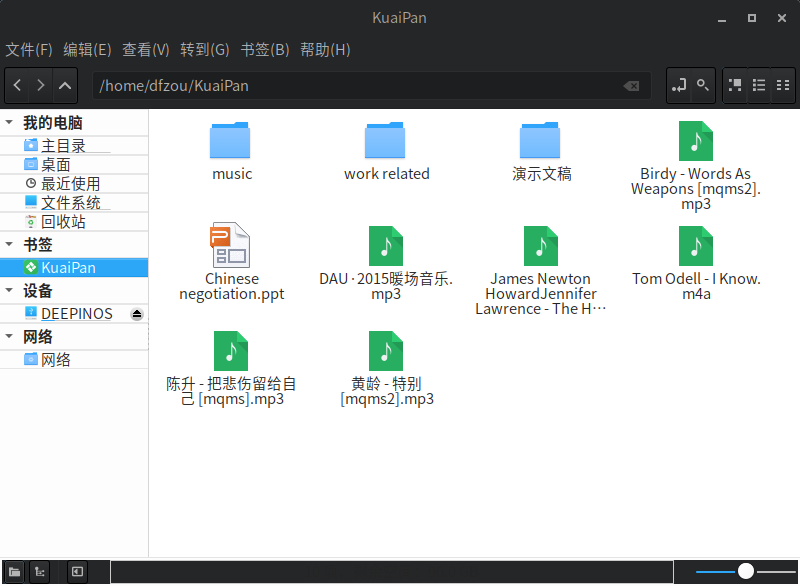 KuaiPan
文件(F) 编辑(E) 查看(V) 转到(G) 书签(B) 帮助(H)
/home/dfzou/KuaiPan
我的电脑
主目录
桌面
最近使用
文件系统
回收站
书签
KuaiPan
设备
DEEPINOS
网络
网络
music
work related
演示文稿
Birdy - Words As
Weapons [mqms2].
mp3
Chinese
negotiation.ppt
DAU · 2015暖场音乐.
mp3
James Newton
HowardJennifer
Lawrence - The H…
Tom Odell - I Know.
m4a
陈升 - 把悲伤留给自
己 [mqms].mp3
黄龄 - 特别
[mqms2].mp3